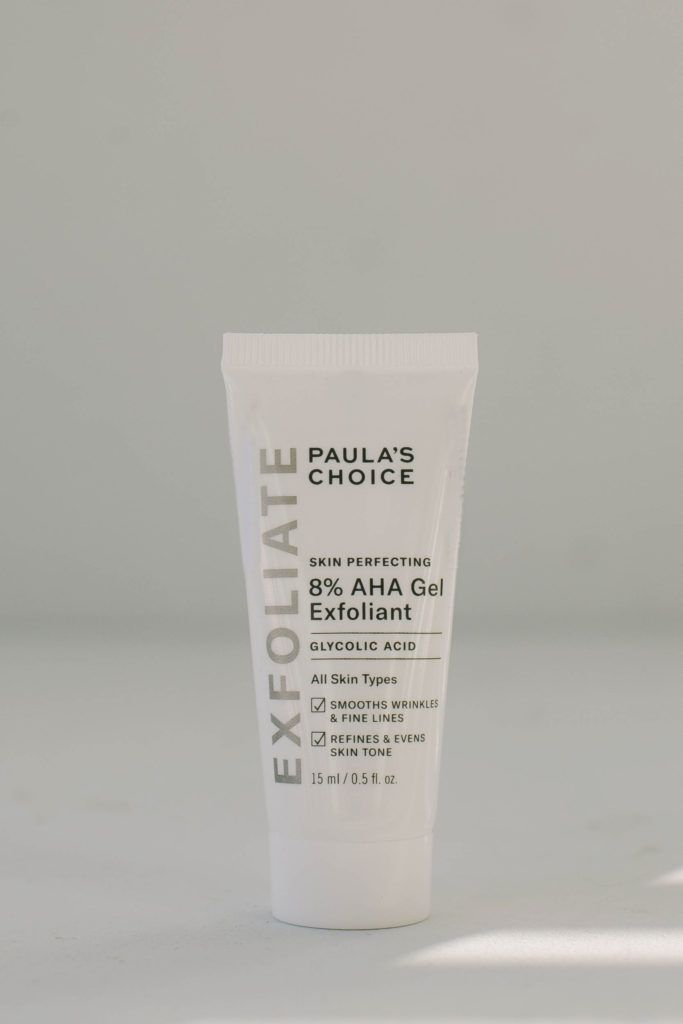 EXFOLIATE
PAULA'S
CHOICE
SKIN PERFECTING
8% AHA Gel
Exfoliant
GLYCOLIC ACID
All Skin Types
☑ SMOOTHS WRINKLES
& FINE LINES
☑ REFINES & EVENS
SKIN TONE
15 ml / 0.5 fl. oz.